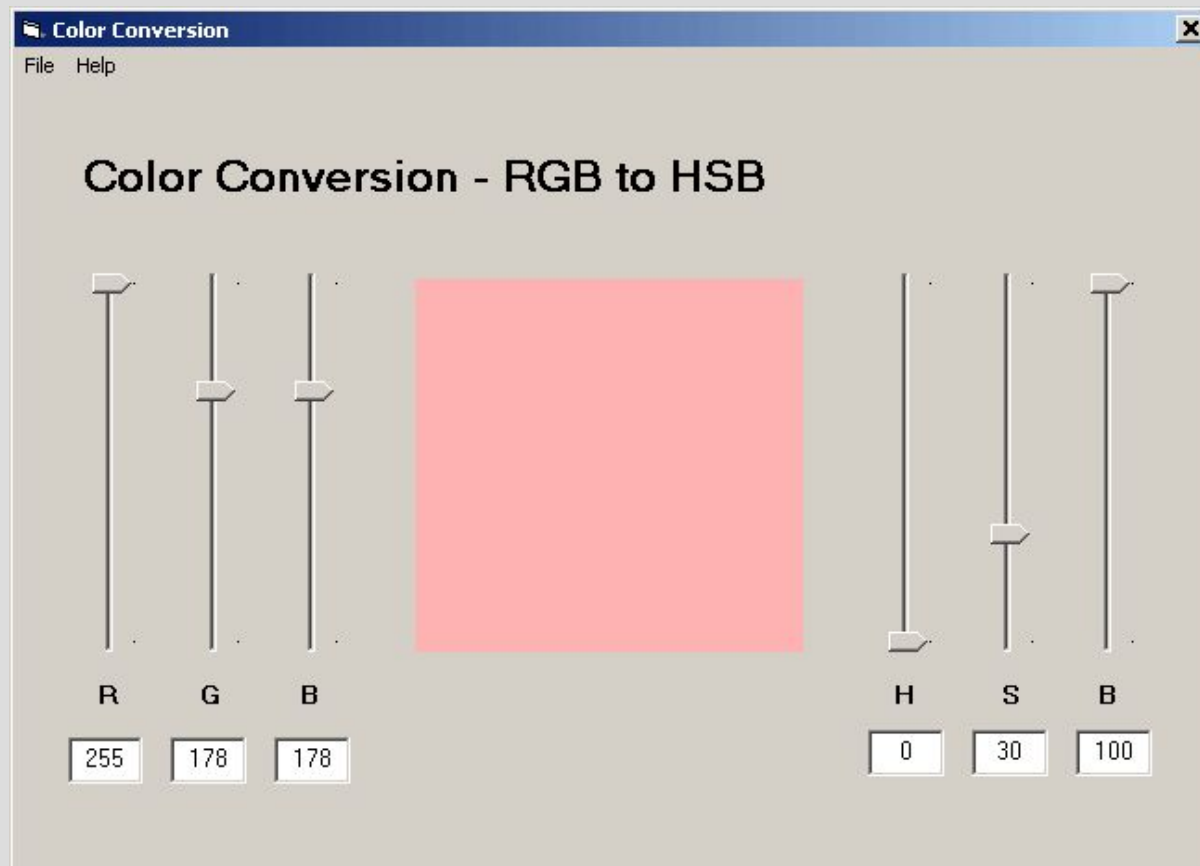 Color Conversion
File Help
Color Conversion - RGB to HSB
R G B H S B
255 178 178 0 30 100